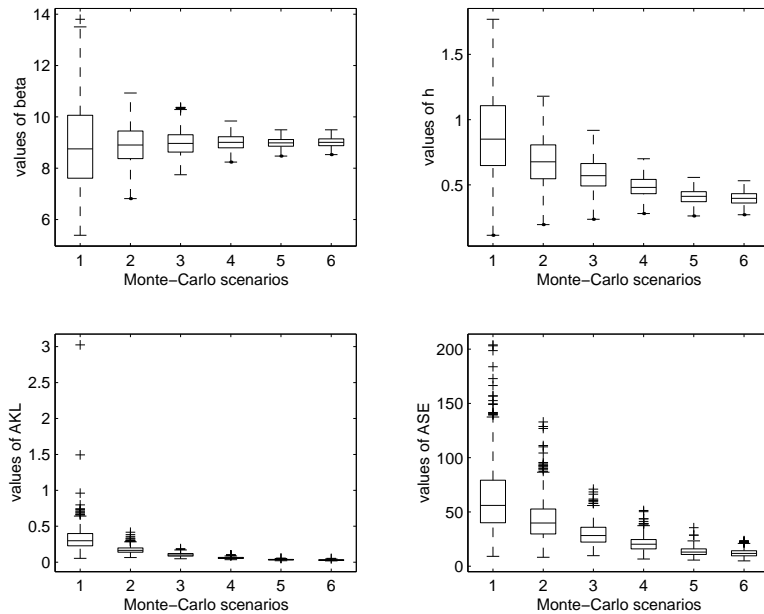 values of beta
14
12
10
8
6
1 2 3 4 5 6
Monte−Carlo scenarios
values of h
1.5
1
0.5
1 2 3 4 5 6
Monte−Carlo scenarios
values of AKL
3
2.5
2
1.5
1
0.5
0
1 2 3 4 5 6
Monte−Carlo scenarios
values of ASE
200
150
100
50
0
1 2 3 4 5 6
Monte−Carlo scenarios